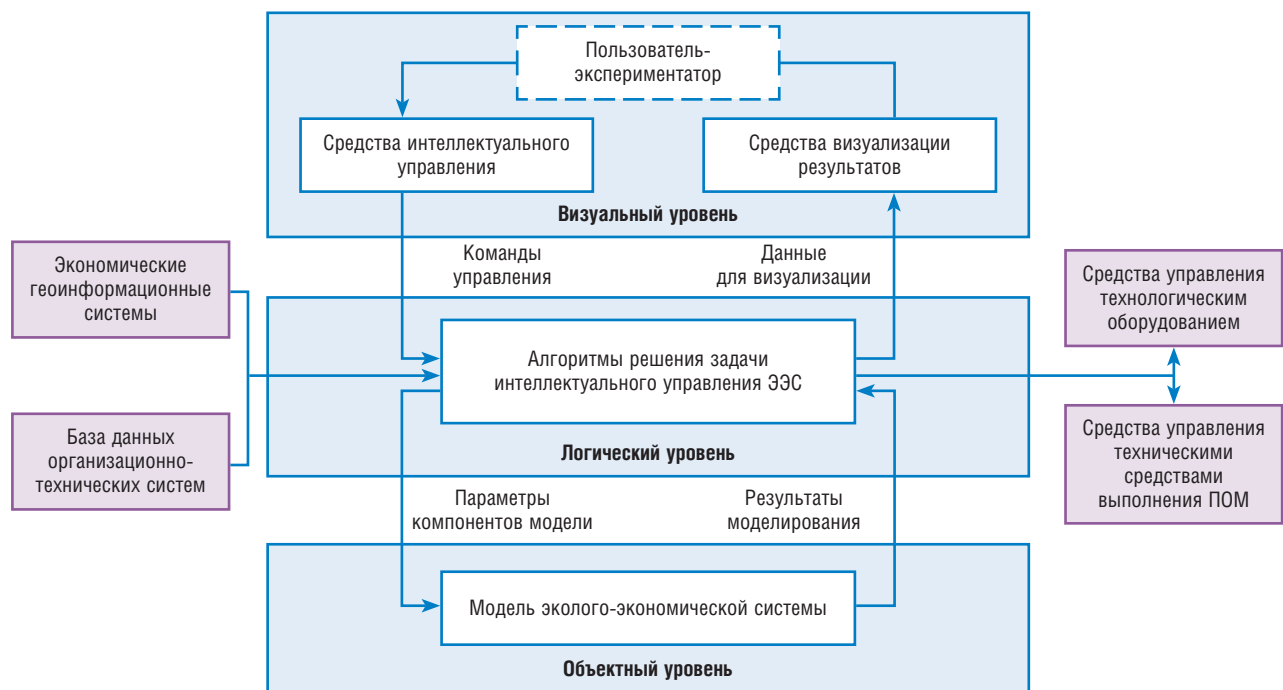 Пользователь-
экспериментатор
Средства интеллектуального
управления
Средства визуализации
результатов
Визуальный уровень
Команды
управления
Данные
для визуализации
Экономические
геоинформационные
системы
База данных
организационно-
технических систем
Алгоритмы решения задачи
интеллектуального управления ЭЭС
Логический уровень
Средства управления
технологическим
оборудованием
Средства управления
техническими
средствами
выполнения ПОМ
Параметры
компонентов модели
Результаты
моделирования
Модель эколого-экономической системы
Объектный уровень